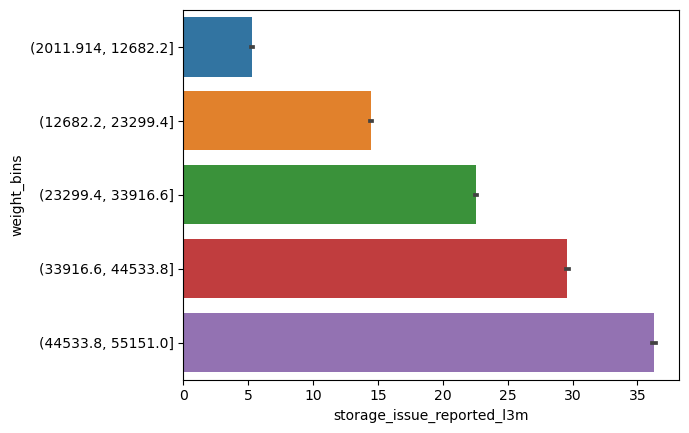 (2011.914, 12682.2]
(12682.2, 23299.4]
(23299.4, 33916.6]
(33916.6, 44533.8]
(44533.8, 55151.0]
weight_bins
0 5 10 15 20 25 30 35
storage_issue_reported_l3m